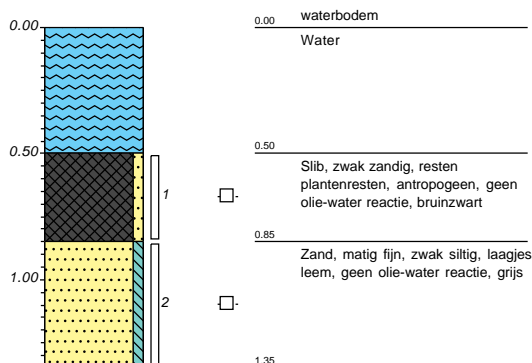 0.00
0.00
waterbodem
Water
0.50
0.50
Slib, zwak zandig, resten
plantenresten, antropogeen, geen
olie-water reactie, bruinzwart
1
0.85
Zand, matig fijn, zwak siltig, laagjes
leem, geen olie-water reactie, grijs
1.00
2
1.35